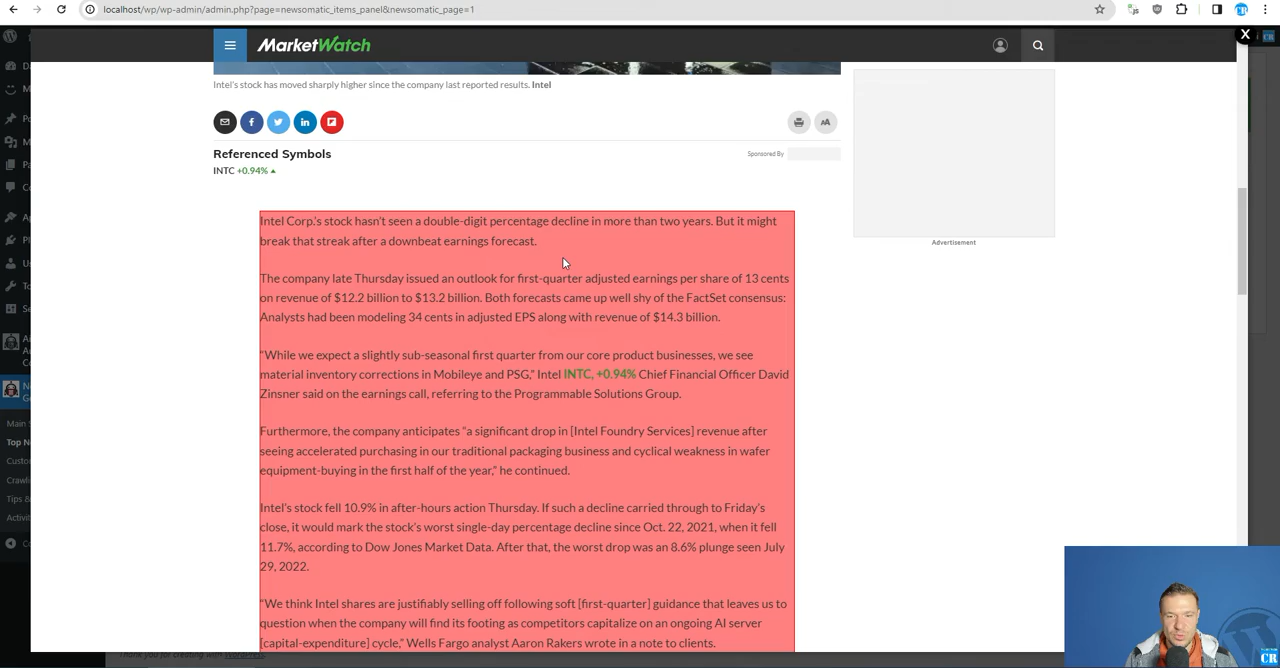 localhost/wp/wp-admin/admin.php?page=newsomatic_items_panel&newsomatic_page=1
X
MarketWatch
Intel's stock has moved sharply higher since the company last reported results. Intel
AA
Referenced Symbols
Sponsored By
INTC +0.94%
Intel Corp.'s stock hasn't seen a double-digit percentage decline in more than two years. But it might
break that streak after a downbeat earnings forecast.
Advertisement
The company late Thursday issued an outlook for first-quarter adjusted earnings per share of 13 cents
on revenue of $12.2 billion to $13.2 billion. Both forecasts came up well shy of the FactSet consensus:
Analysts had been modeling 34 cents in adjusted EPS along with revenue of $14.3 billion.
“While we expect a slightly sub-seasonal first quarter from our core product businesses, we see
material inventory corrections in Mobileye and PSG,” Intel INTC, +0.94% Chief Financial Officer David
Zinsner said on the earnings call, referring to the Programmable Solutions Group.
Furthermore, the company anticipates “a significant drop in [Intel Foundry Services] revenue after
seeing accelerated purchasing in our traditional packaging business and cyclical weakness in wafer
equipment-buying in the first half of the year,” he continued.
Intel's stock fell 10.9% in after-hours action Thursday. If such a decline carried through to Friday's
close, it would mark the stock's worst single-day percentage decline since Oct. 22, 2021, when it fell
11.7%, according to Dow Jones Market Data. After that, the worst drop was an 8.6% plunge seen July
29, 2022.
“We think Intel shares are justifiably selling off following soft [first-quarter] guidance that leaves us to
question when the company will find its footing as competitors capitalize on an ongoing AI server
[capital-expenditure] cycle,” Wells Fargo analyst Aaron Rakers wrote in a note to clients.
Main S
Top Ne
Custo
Crawle
Tips &
Activit
Thank you for creating with WordPress.
CR